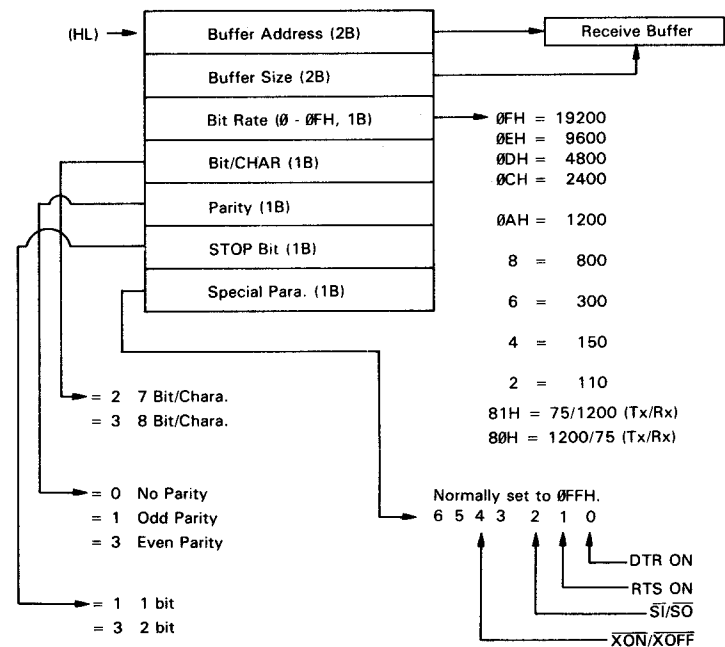 (HL)
Buffer Address (2B)
Receive Buffer
Buffer Size (2B)
Bit Rate (Ø - ØFH, 1B)
ØFH = 19200
ØEH = 9600
ØDH = 4800
ØCH = 2400
ØAH = 1200
8 = 800
6 = 300
4 = 150
2 = 110
81H = 75/1200 (Tx/Rx)
8ØH = 1200/75 (Tx/Rx)
Bit/CHAR (1B)
Parity (1B)
STOP Bit (1B)
Special Para. (1B)
= 2 7 Bit/Chara.
= 3 8 Bit/Chara.
= 0 No Parity
= 1 Odd Parity
= 3 Even Parity
= 1 1 bit
= 3 2 bit
Normally set to ØFFH.
6 5 4 3 2 1 0
DTR ON
RTS ON
S̅I̅/S̅O̅
X̅O̅N̅/X̅O̅F̅F̅